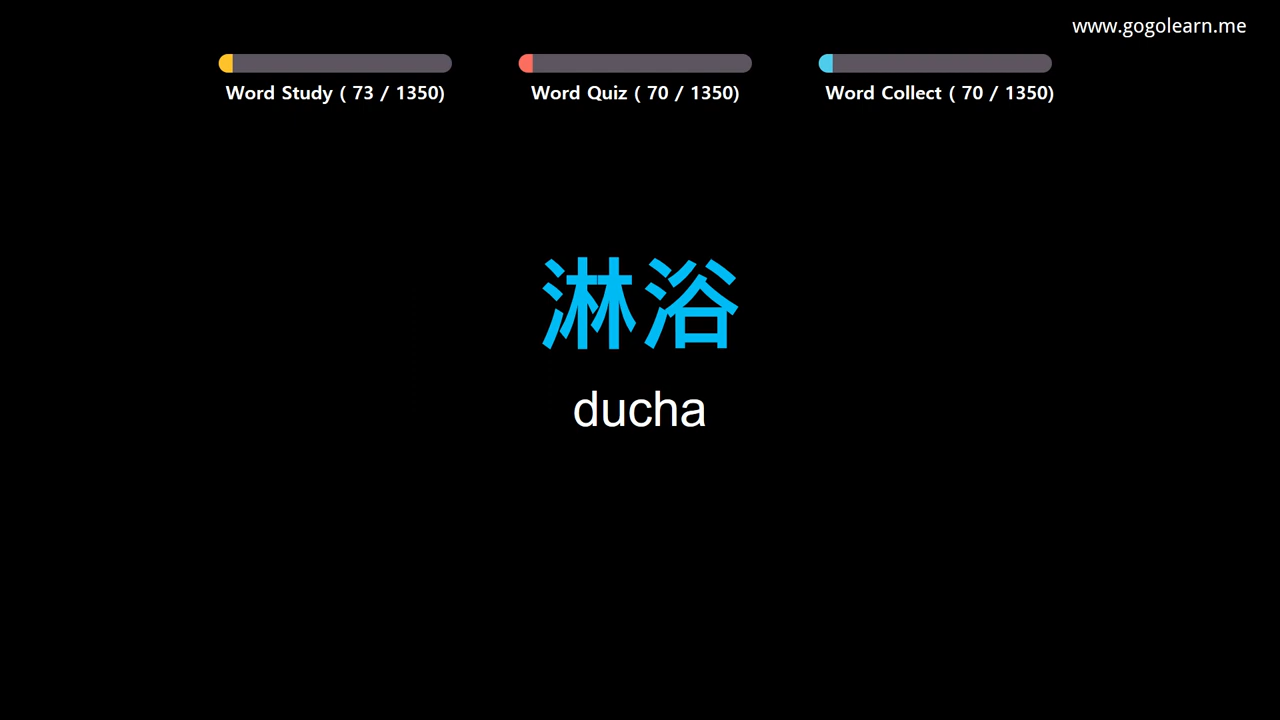 www.gogolearn.me
Word Study ( 73 / 1350)
Word Quiz ( 70 / 1350)
Word Collect ( 70 / 1350)
淋浴
ducha